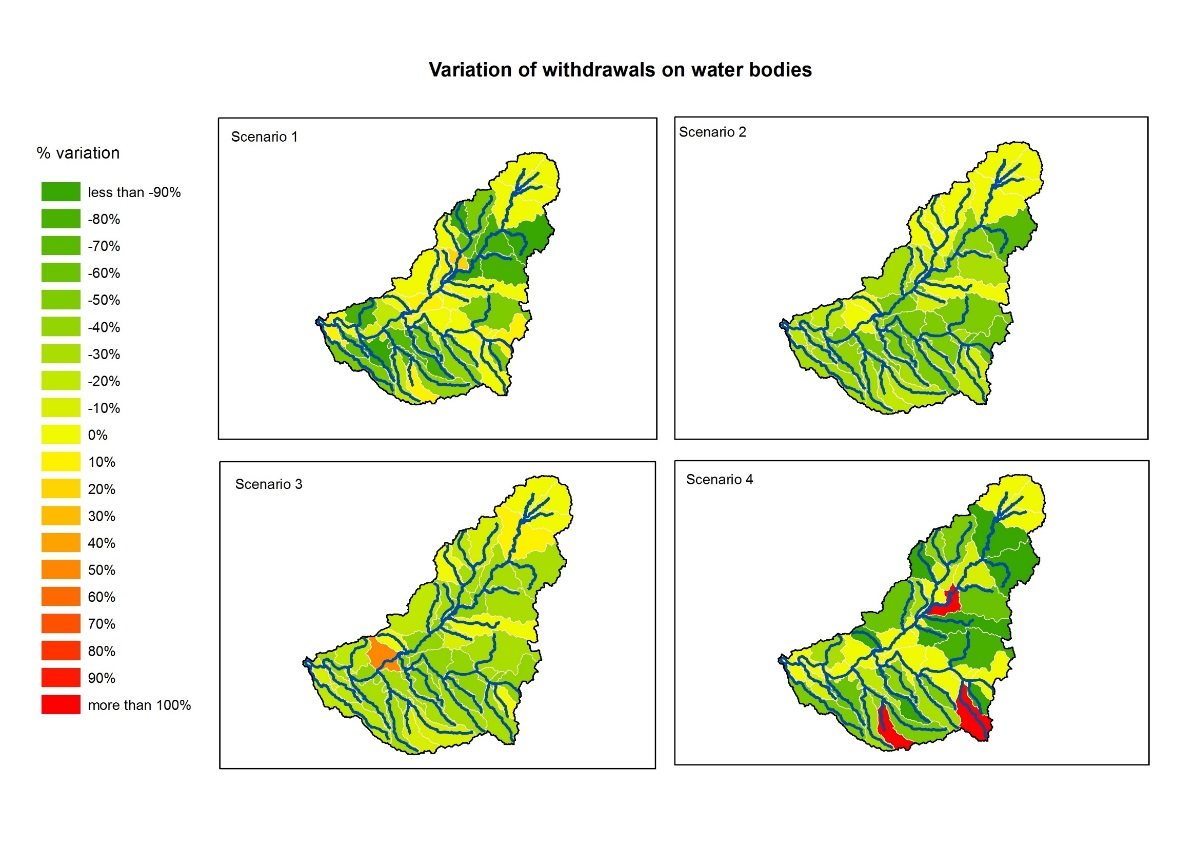 Variation of withdrawals on water bodies
% variation
less than -90%
-80%
-70%
-60%
-50%
-40%
-30%
-20%
-10%
0%
10%
20%
30%
40%
50%
60%
70%
80%
90%
more than 100%
Scenario 1
Scenario 2
Scenario 3
Scenario 4